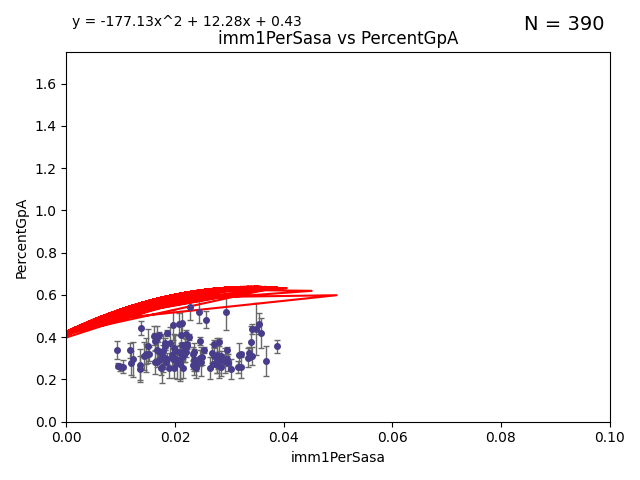 y = -177.13x^2 + 12.28x + 0.43
N = 390
imm1PerSasa vs PercentGpA
PercentGpA
1.6
1.4
1.2
1.0
0.8
0.6
0.4
0.2
0.0
0.00 0.02 0.04 0.06 0.08 0.10
imm1PerSasa